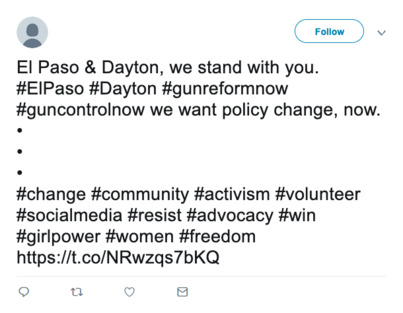 Follow
El Paso & Dayton, we stand with you.
#ElPaso #Dayton #gunreformnow
#guncontrolnow we want policy change, now.
•
•
•
#change #community #activism #volunteer
#socialmedia #resist #advocacy #win
#girlpower #women #freedom
https://t.co/NRwzqs7bKQ